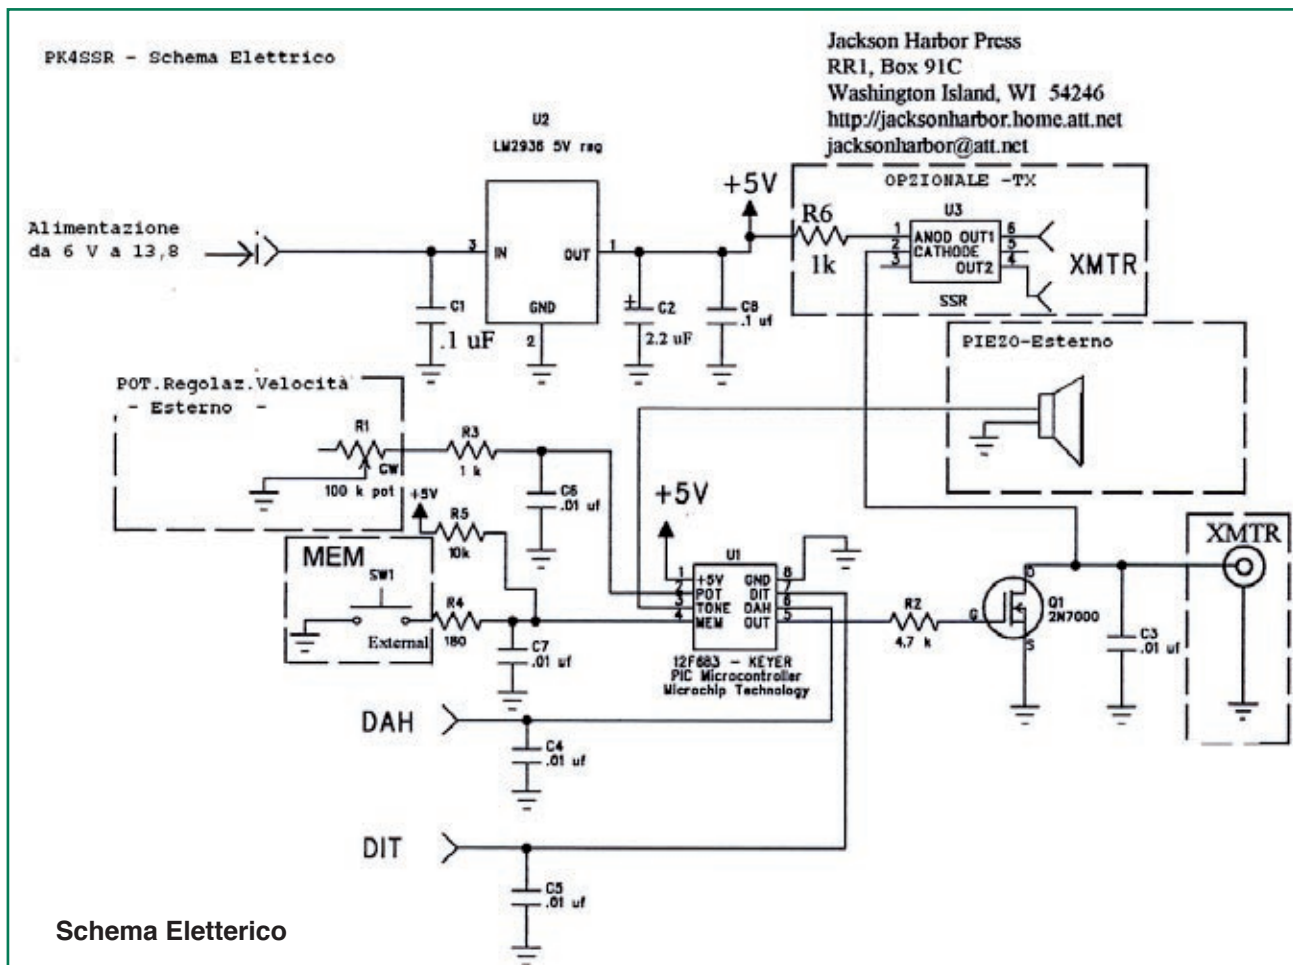 PK4SSR - Schema Elettrico
Jackson Harbor Press
RR1, Box 91C
Washington Island, WI 54246
http://jacksonharbor.home.att.net
jacksonharbor@att.net
U2
LM2936 5V reg
Alimentazione
da 6 V a 13,8
3
IN
OUT
1
GND
2
C1
.1 uF
+
C2
2.2 uF
C8
.1 uf
+5V
OPZIONALE -TX
R6
1k
U3
1
2
3
ANOD OUT1
CATHODE
OUT2
6
5
4
SSR
XMTR
PIEZO-Esterno
POT.Regolaz.Velocità
- Esterno -
R1
CW
100 k pot
R3
1 k
C6
.01 uf
+5V
R5
10k
MEM
SW1
External
R4
180
C7
.01 uf
+5V
U1
1
2
3
4
+5V GND
POT DIT
TONE DAH
MEM OUT
8
7
6
5
12F683 - KEYER
PIC Microcontroller
Microchip Technology
R2
4.7 k
G
D
S
Q1
2N7000
C3
.01 uf
XMTR
DAH
C4
.01 uf
DIT
C5
.01 uf
Schema Eletterico